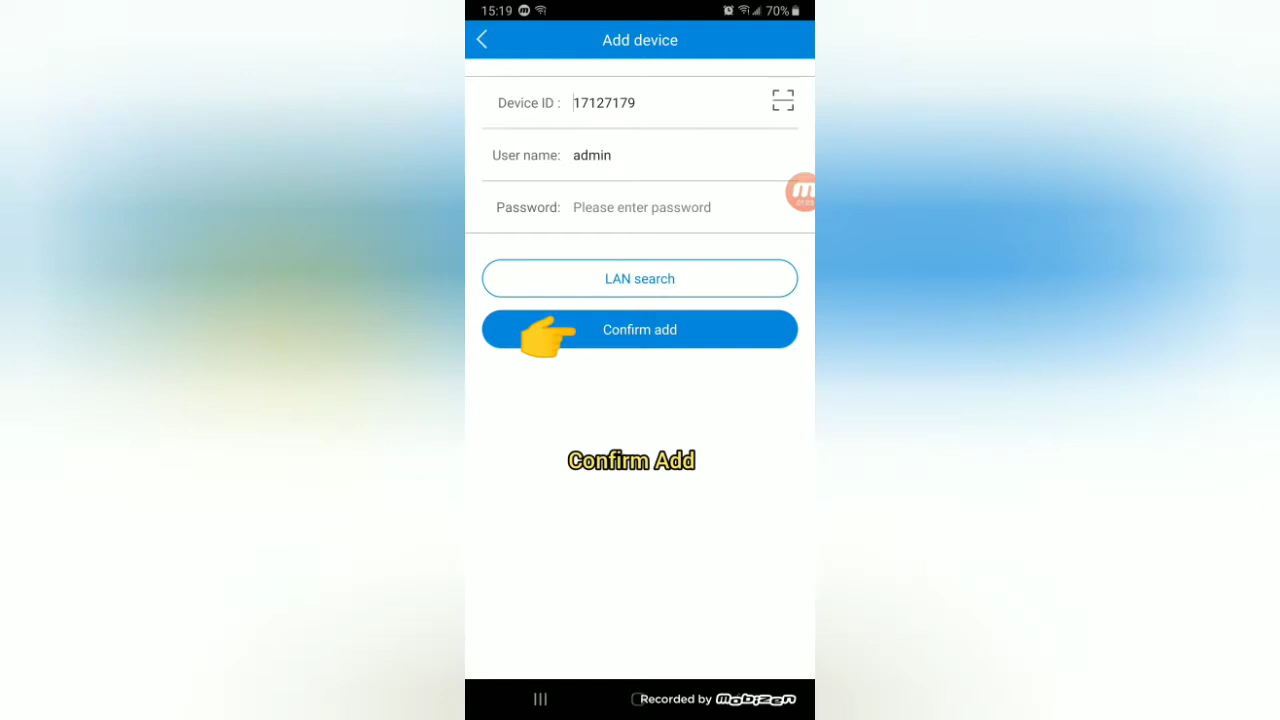 15:19 70%
Add device
Device ID : 17127179
User name: admin
Password: Please enter password
LAN search
Confirm add
Confirm Add
Recorded by mobizen